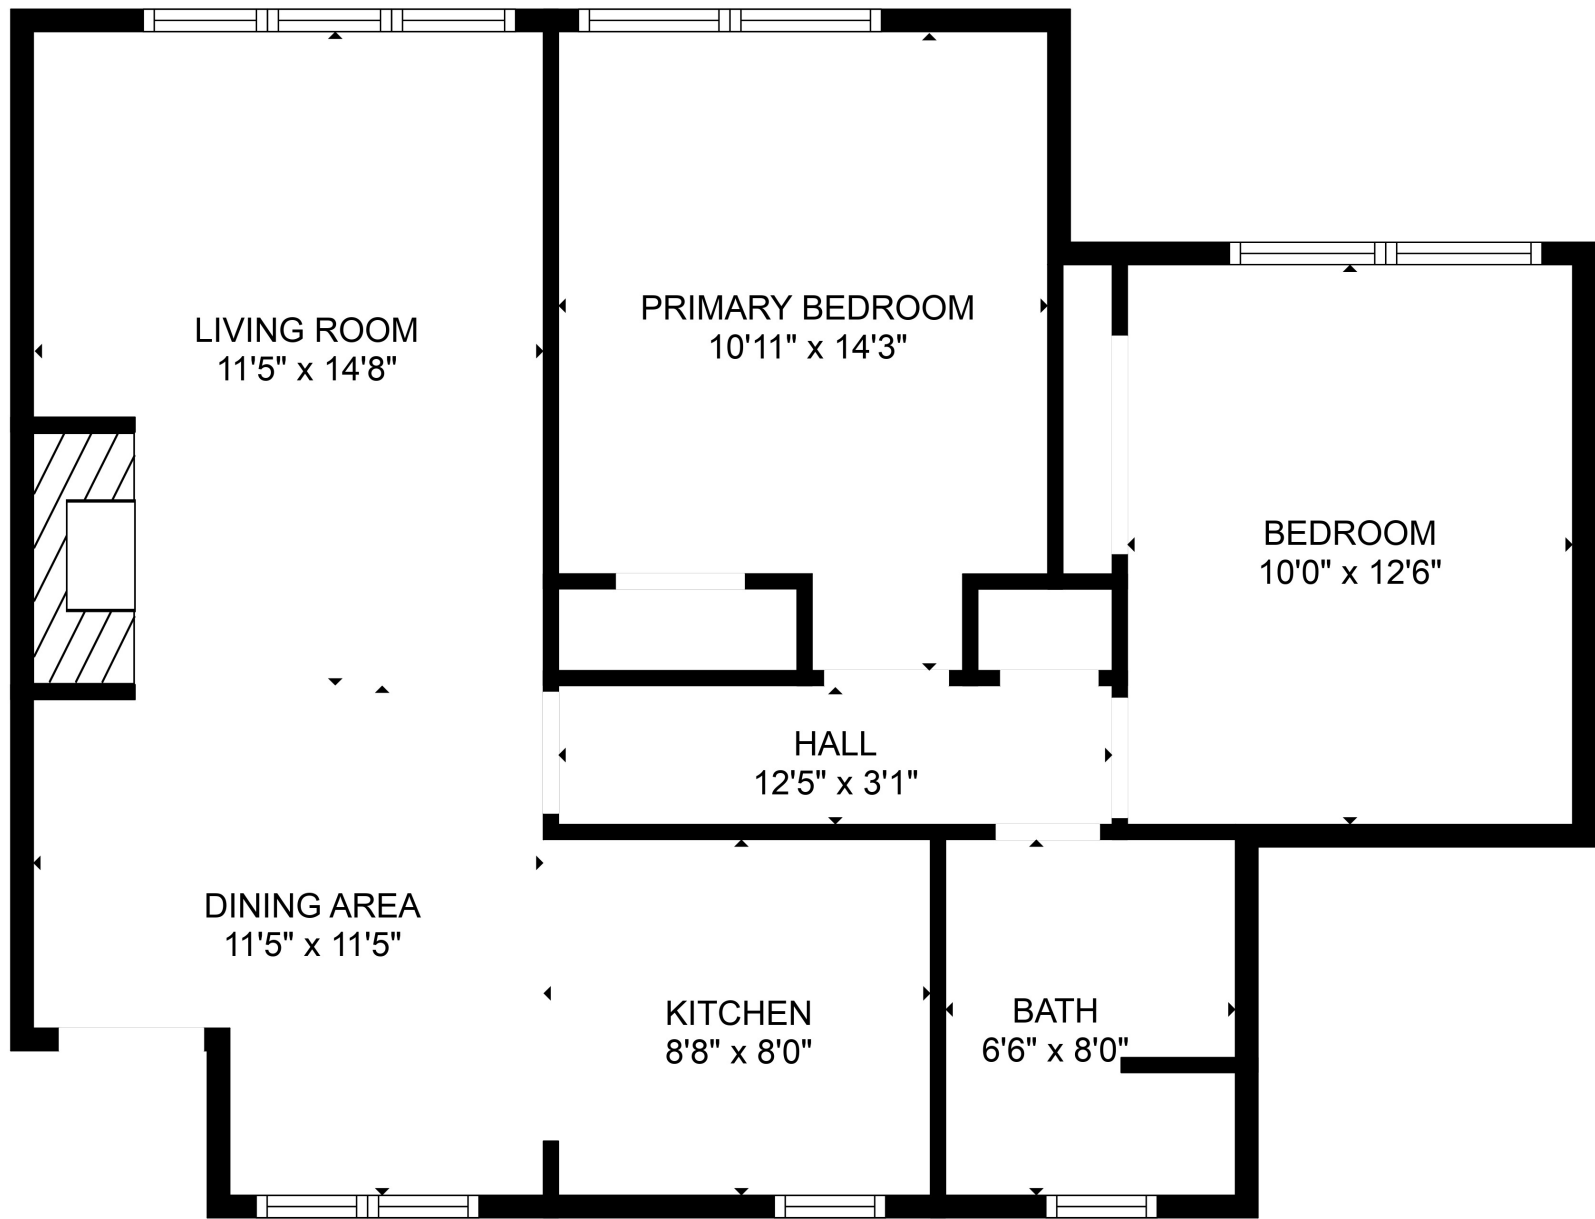 LIVING ROOM
11'5" x 14'8"
PRIMARY BEDROOM
10'11" x 14'3"
BEDROOM
10'0" x 12'6"
HALL
12'5" x 3'1"
DINING AREA
11'5" x 11'5"
KITCHEN
8'8" x 8'0"
BATH
6'6" x 8'0"